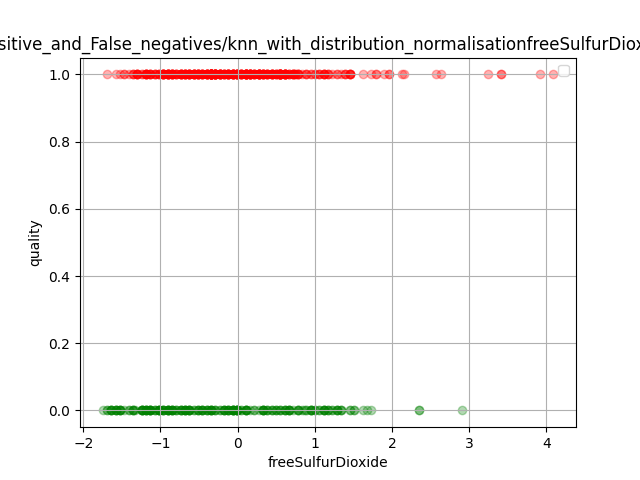 sitive_and_False_negatives/knn_with_distribution_normalisationfreeSulfurDiox
1.0
0.8
0.6
0.4
0.2
0.0
quality
−2 −1 0 1 2 3 4
freeSulfurDioxide